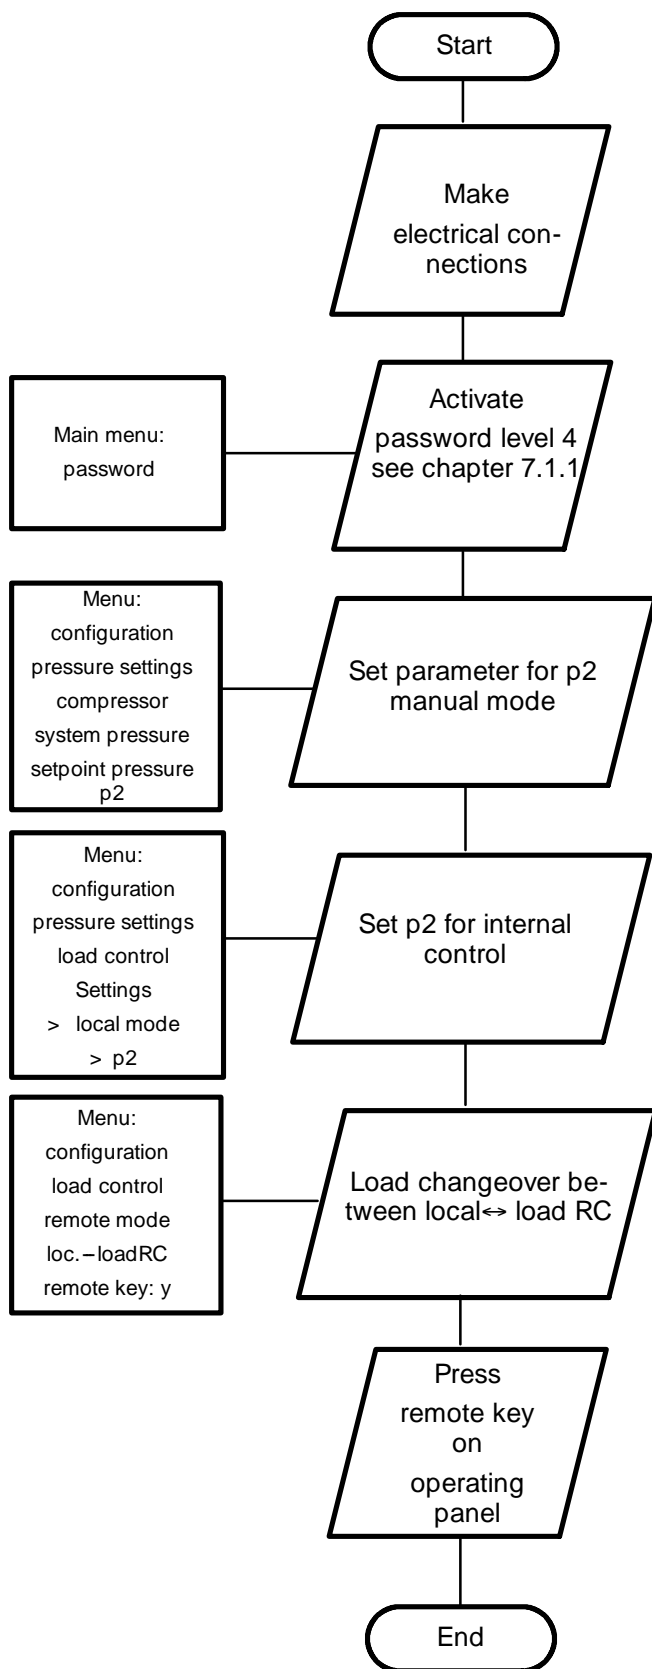 Start
Make
electrical con-
nections
Activate
password level 4
see chapter 7.1.1
Main menu:
password
Set parameter for p2
manual mode
Menu:
configuration
pressure settings
compressor
system pressure
setpoint pressure
p2
Set p2 for internal
control
Menu:
configuration
pressure settings
load control
Settings
> local mode
> p2
Load changeover be-
tween local↔ load RC
Menu:
configuration
load control
remote mode
loc.−loadRC
remote key: y
Press
remote key
on
operating
panel
End